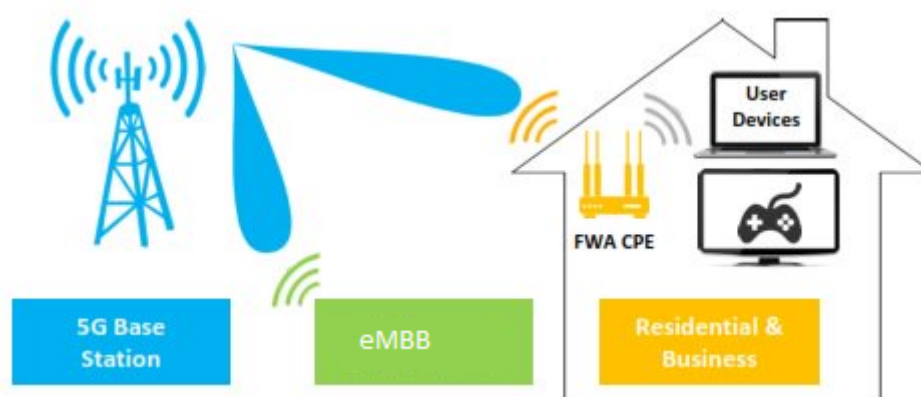 User
Devices
FWA CPE
5G Base
Station
eMBB
Residential &
Business